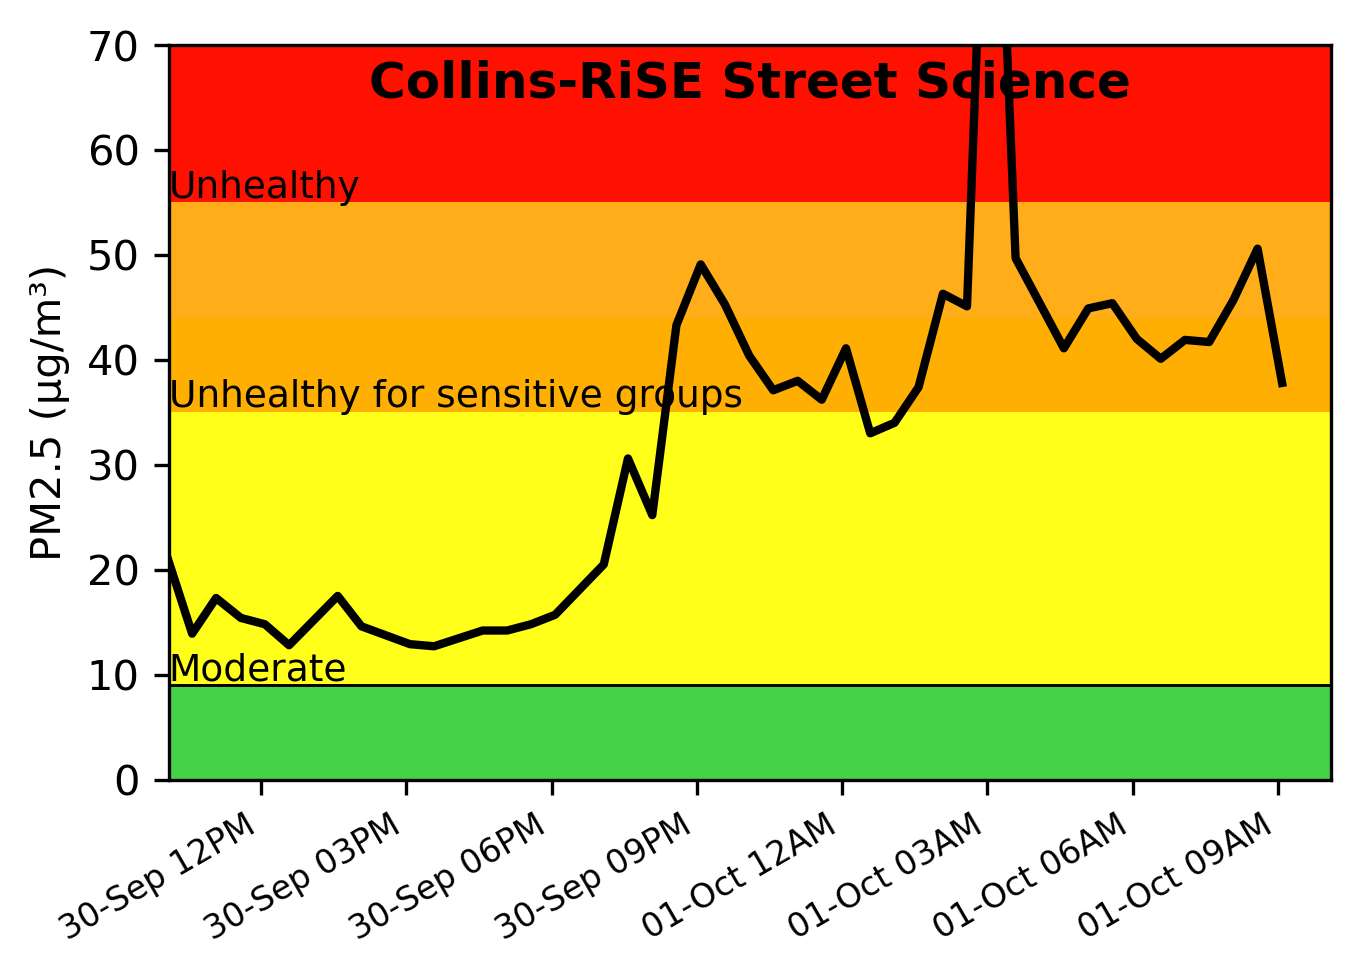 Collins-RiSE Street Science
PM2.5 (µg/m³)
70
60
50
40
30
20
10
0
Unhealthy
Unhealthy for sensitive groups
Moderate
30-Sep 12PM
30-Sep 03PM
30-Sep 06PM
30-Sep 09PM
01-Oct 12AM
01-Oct 03AM
01-Oct 06AM
01-Oct 09AM